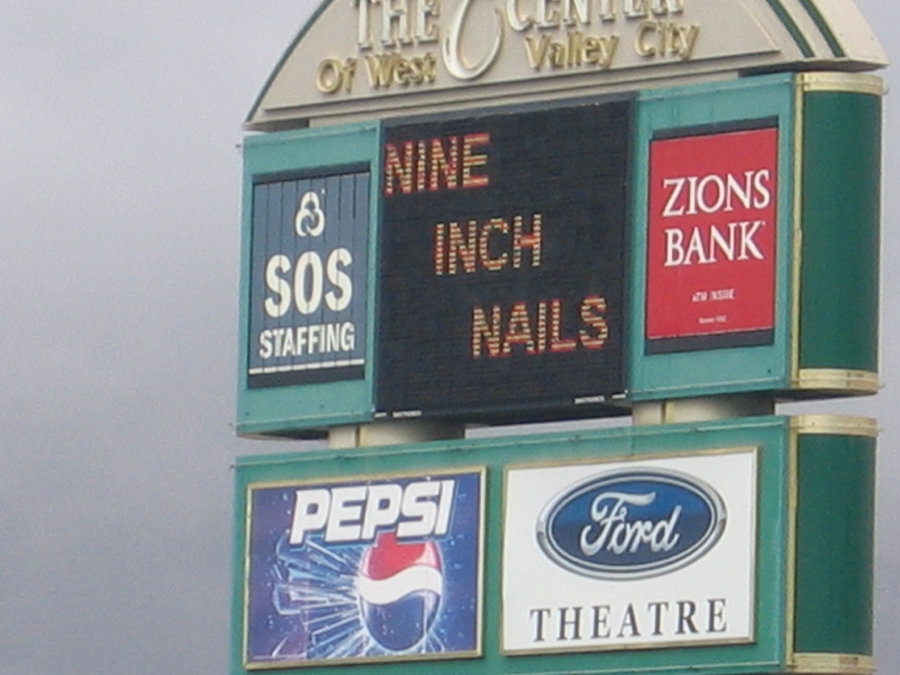 THE E CENTER
Of West Valley City
SOS
STAFFING
NINE
INCH
NAILS
ZIONS
BANK
PEPSI
Ford
THEATRE